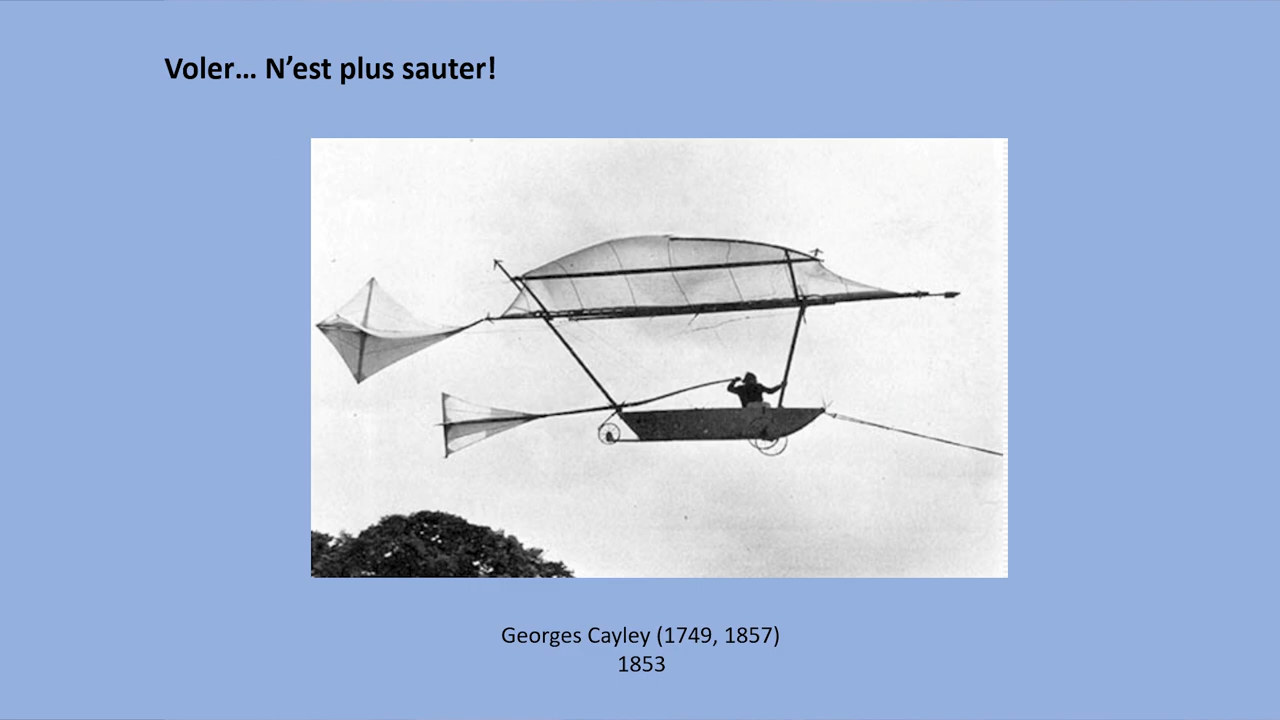 Voler… N’est plus sauter!
Georges Cayley (1749, 1857)
1853